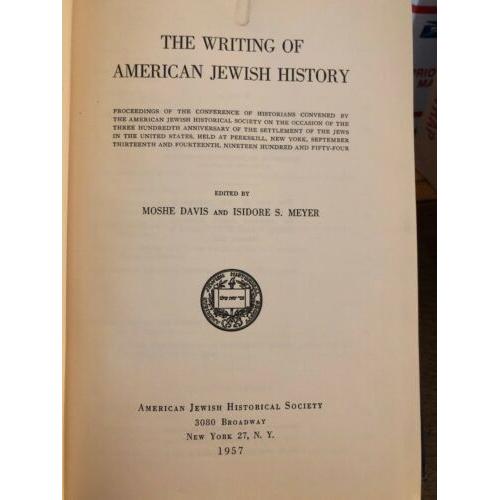 THE WRITING OF
AMERICAN JEWISH HISTORY
PROCEEDINGS OF THE CONFERENCE OF HISTORIANS CONVENED BY
THE AMERICAN JEWISH HISTORICAL SOCIETY ON THE OCCASION OF THE
THREE HUNDREDTH ANNIVERSARY OF THE SETTLEMENT OF THE JEWS
IN THE UNITED STATES, HELD AT PEEKSKILL, NEW YORK, SEPTEMBER
THIRTEENTH AND FOURTEENTH, NINETEEN HUNDRED AND FIFTY-FOUR
EDITED BY
MOSHE DAVIS AND ISIDORE S. MEYER
AMERICAN JEWISH HISTORICAL SOCIETY
3080 BROADWAY
NEW YORK 27, N. Y.
1957